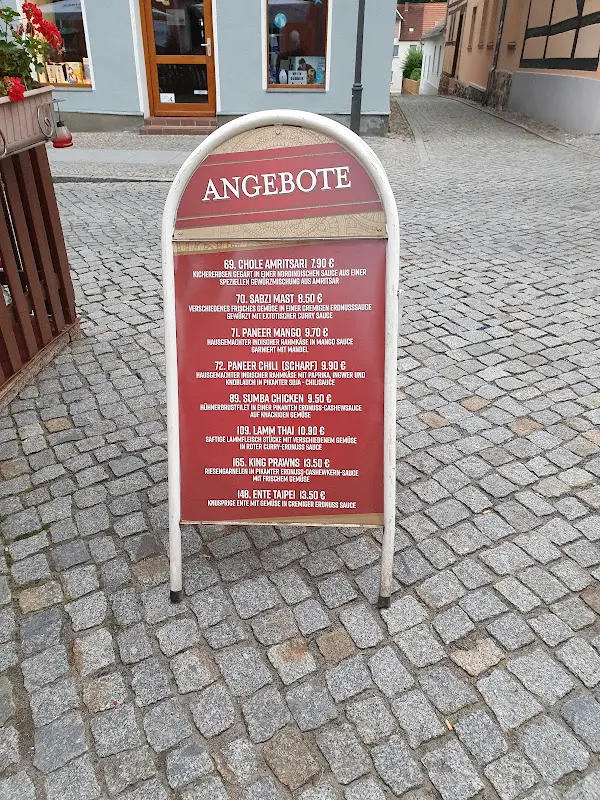 ANGEBOTE
69. CHOLE AMRITSARI 7.90 €
KICHERERBSEN GEGART IN EINER NORDINDISCHEN SAUCE AUS EINER
SPEZIELLEN GEWÜRZMISCHUNG AUS AMRITSAR
70. SABZI MAST 8.50 €
VERSCHIEDENES FRISCHES GEMÜSE IN EINER CREMIGEN ERDNUSSSAUCE
GEWÜRZT MIT EXTOTISCHER CURRY SAUCE
71. PANEER MANGO 9.70 €
HAUSGEMACHTER INDISCHER RAHMKÄSE IN MANGO SAUCE
GARNIERT MIT MANDEL
72. PANEER CHILI (SCHARF) 9.90 €
HAUSGEMACHTER INDISCHER RAHMKÄSE MIT PAPRIKA, INGWER UND
KNOBLAUCH IN PIKANTER SOJA - CHILISAUCE
89. SUMBA CHICKEN 9.50 €
HÜHNERBRUSTFILET IN EINER PIKANTEN ERDNUSS-CASHEWSAUCE
AUF KNACKIGEN GEMÜSE
109. LAMM THAI 10.90 €
SAFTIGE LAMMFLEISCH STÜCKE MIT VERSCHIEDENEM GEMÜSE
IN ROTER CURRY-ERDNUSS SAUCE
165. KING PRAWNS 13.50 €
RIESENGARNELEN IN PIKANTER ERDNUSS-CASHEWKERN-SAUCE
MIT FRISCHEM GEMÜSE
148. ENTE TAIPEI 13.50 €
KNUSPRIGE ENTE MIT GEMÜSE IN CREMIGER ERDNUSS SAUCE